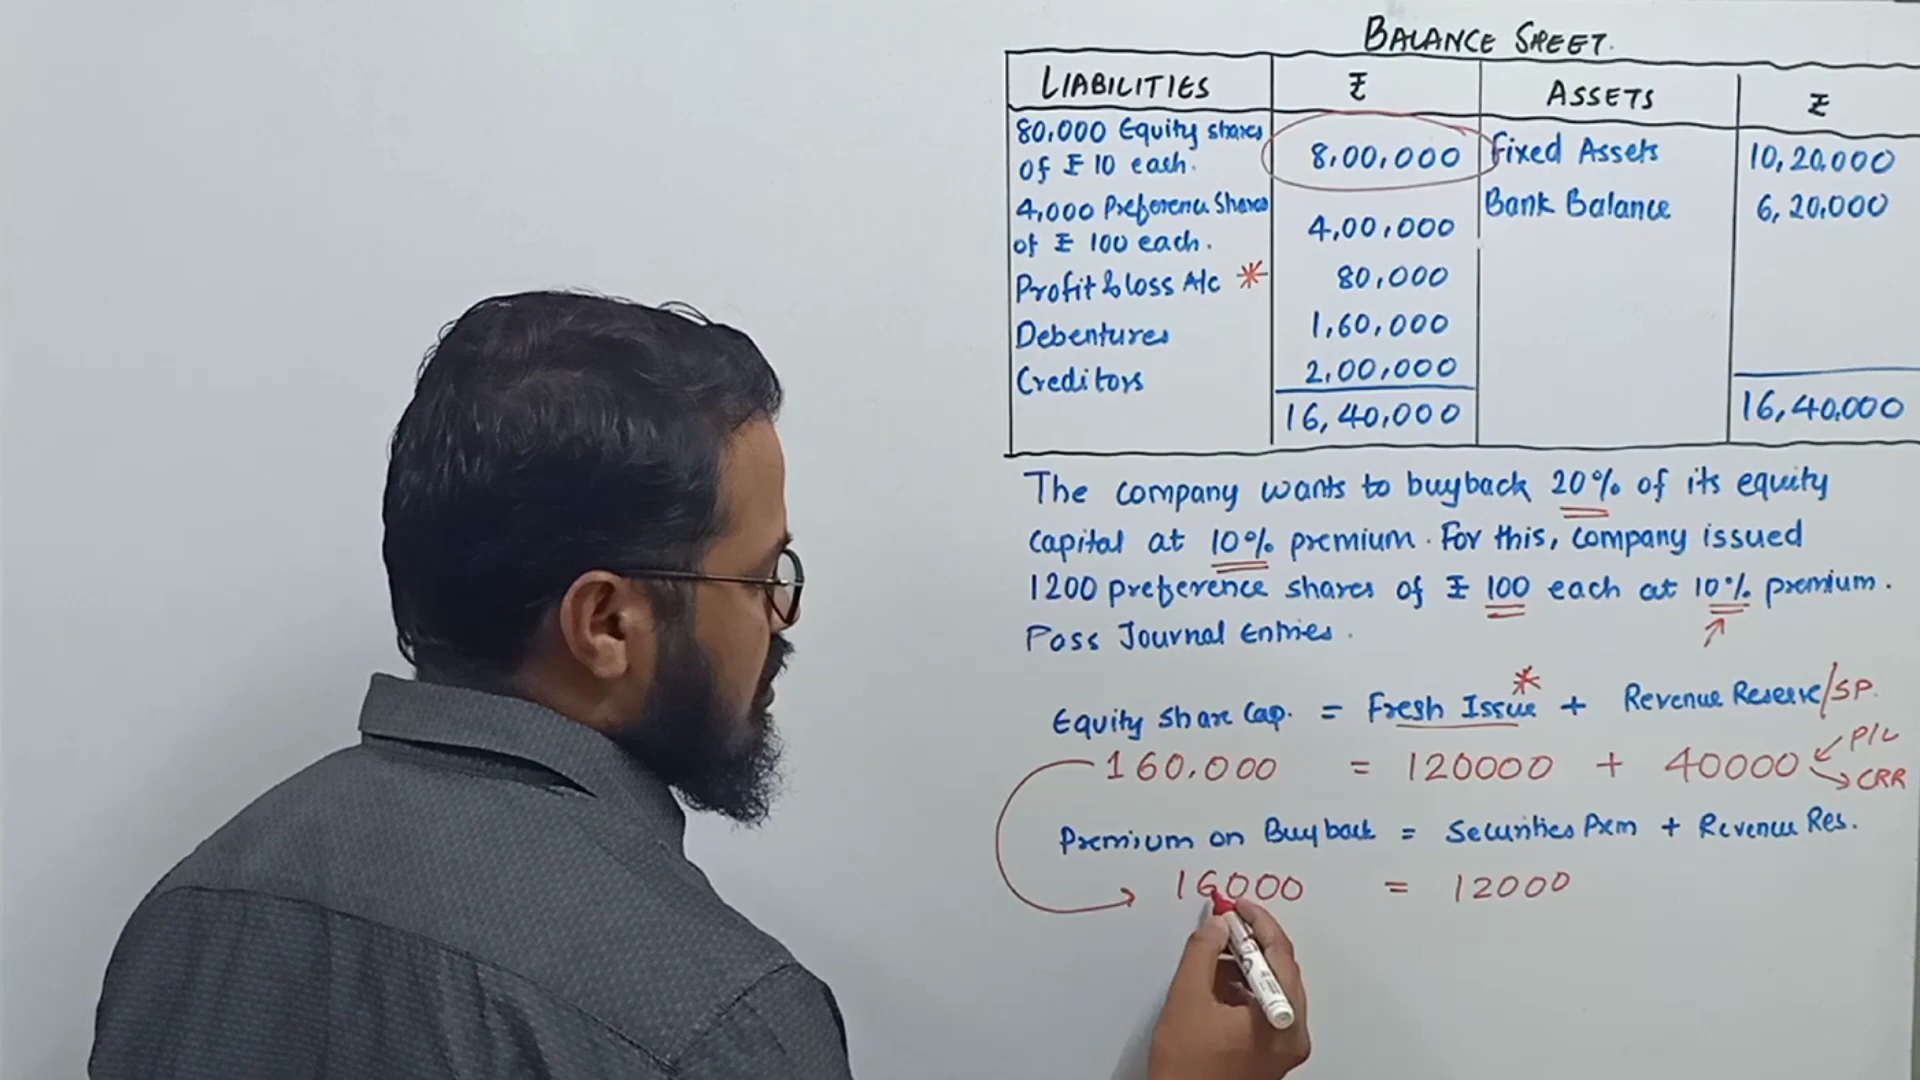 BALANCE SHEET.
LIABILITIES ₹ ASSETS ₹
80,000 Equity shares
of ₹ 10 each. 8,00,000 Fixed Assets 10,20,000
4,000 Preference Shares Bank Balance 6,20,000
of ₹ 100 each. 4,00,000
Profit & loss A/c * 80,000
Debentures 1,60,000
Creditors 2,00,000
16,40,000 16,40,000
The company wants to buyback 20% of its equity
capital at 10% premium. For this, company issued
1200 preference shares of ₹ 100 each at 10% premium.
Pass Journal Entries.
Equity Share Cap. = Fresh Issue * + Revenue Reserve/SP.
160,000 = 120000 + 40000 P/L
CRR
Premium on Buyback = Securities Prem + Revenue Res.
16000 = 12000